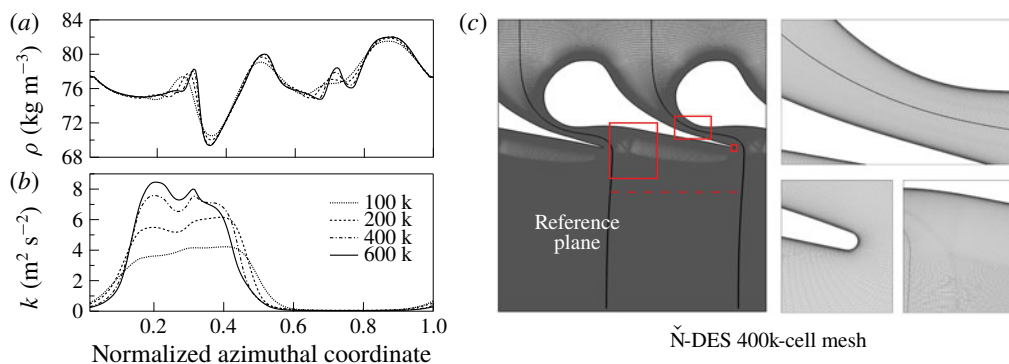 (a)
84
80
76
72
68
ρ (kg m−3)
(b)
8
6
4
2
0
k (m2 s−2)
100 k
200 k
400 k
600 k
0.2 0.4 0.6 0.8 1.0
Normalized azimuthal coordinate
(c)
Reference
plane
Ň-DES 400k-cell mesh